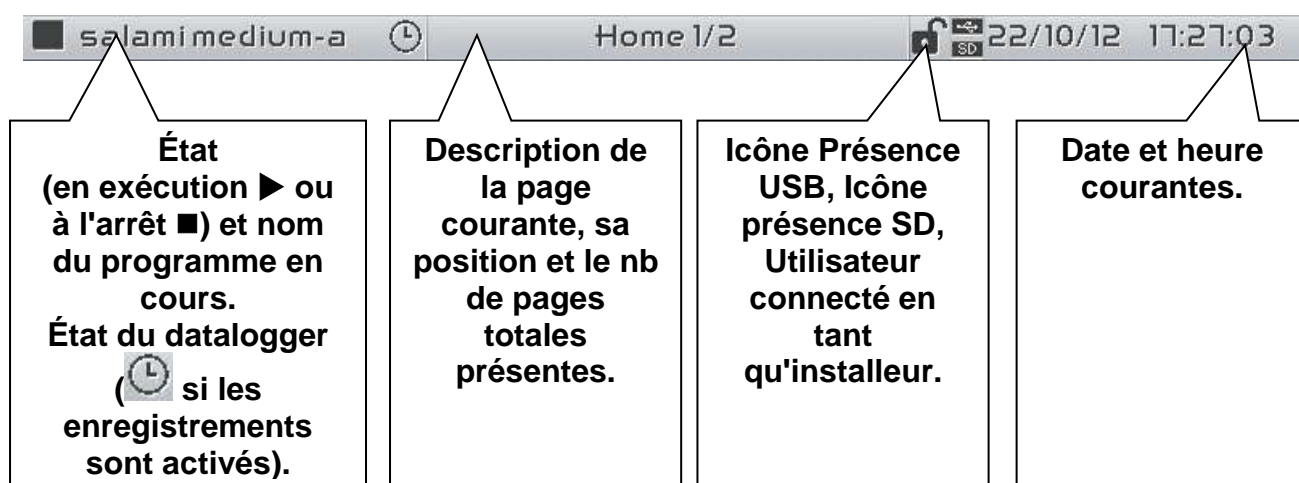 ■ salami medium-a Home 1/2 SD 22/10/12 17:27:03
État
(en exécution ▶ ou
à l'arrêt ■) et nom
du programme en
cours.
État du datalogger
( si les
enregistrements
sont activés).
Description de
la page
courante, sa
position et le nb
de pages
totales
présentes.
Icône Présence
USB, Icône
présence SD,
Utilisateur
connecté en
tant
qu'installeur.
Date et heure
courantes.